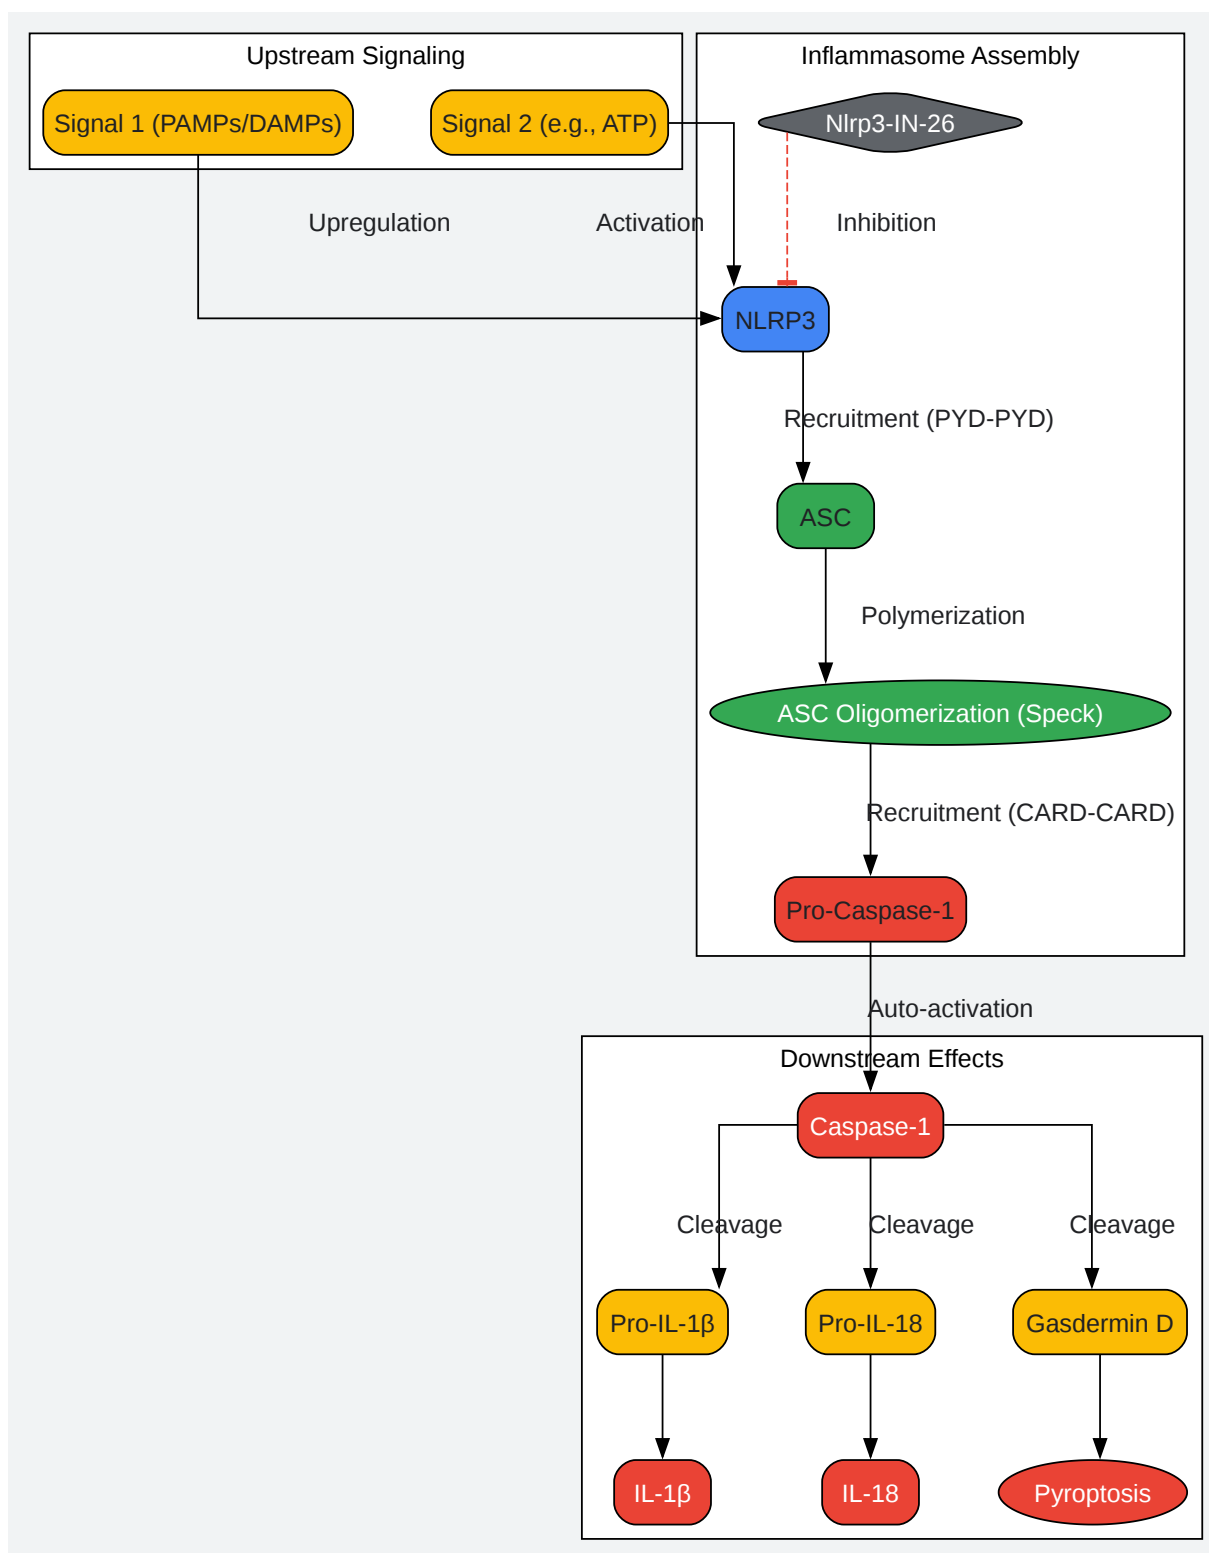 Upstream Signaling
Inflammasome Assembly
Signal 1 (PAMPs/DAMPs)
Signal 2 (e.g., ATP)
Nlrp3-IN-26
Upregulation
Activation
Inhibition
NLRP3
Recruitment (PYD-PYD)
ASC
Polymerization
ASC Oligomerization (Speck)
Recruitment (CARD-CARD)
Pro-Caspase-1
Auto-activation
Downstream Effects
Caspase-1
Cleavage
Cleavage
Cleavage
Pro-IL-1β
Pro-IL-18
Gasdermin D
IL-1β
IL-18
Pyroptosis